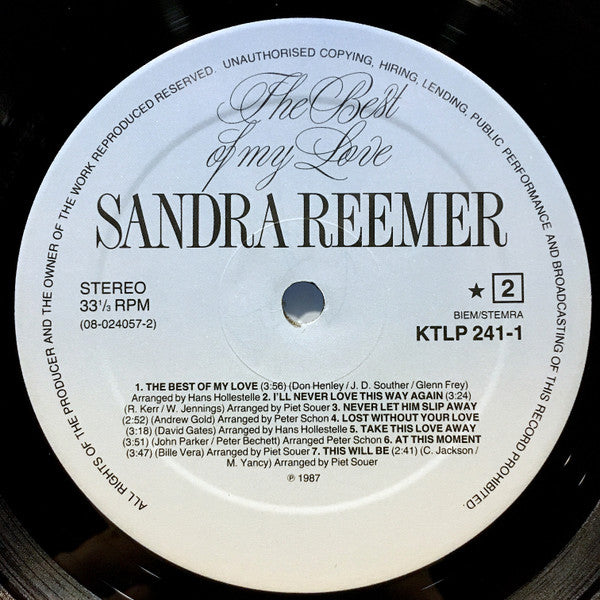 ALL RIGHTS OF THE PRODUCER AND THE OWNER OF THE WORK REPRODUCED RESERVED. UNAUTHORISED COPYING, HIRING, LENDING, PUBLIC PERFORMANCE AND BROADCASTING OF THIS RECORD PROHIBITED.
The Best
of my Love
SANDRA REEMER
STEREO
33⅓ RPM
(08-024057-2)
★ 2
BIEM/STEMRA
KTLP 241-1
1. THE BEST OF MY LOVE (3:56) (Don Henley / J. D. Souther / Glenn Frey)
Arranged by Hans Hollestelle 2. I'LL NEVER LOVE THIS WAY AGAIN (3:24)
(R. Kerr / W. Jennings) Arranged by Piet Souer 3. NEVER LET HIM SLIP AWAY
(2:52) (Andrew Gold) Arranged by Peter Schon 4. LOST WITHOUT YOUR LOVE
(3:18) (David Gates) Arranged by Hans Hollestelle 5. TAKE THIS LOVE AWAY
(3:51) (John Parker / Peter Bechett) Arranged Peter Schon 6. AT THIS MOMENT
(3:47) (Bille Vera) Arranged by Piet Souer 7. THIS WILL BE (2:41) (C. Jackson /
M. Yancy) Arranged by Piet Souer
℗ 1987